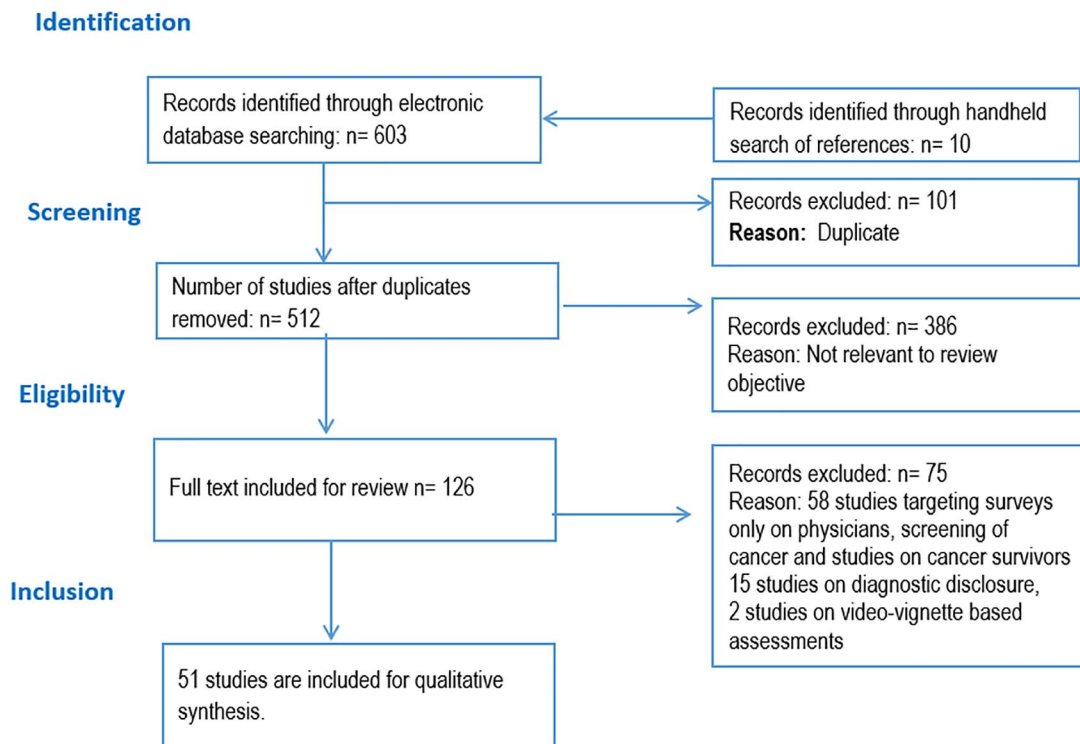 Identification
Records identified through electronic
database searching: n= 603
Records identified through handheld
search of references: n= 10
Records excluded: n= 101
Reason: Duplicate
Screening
Number of studies after duplicates
removed: n= 512
Records excluded: n= 386
Reason: Not relevant to review
objective
Eligibility
Full text included for review n= 126
Records excluded: n= 75
Reason: 58 studies targeting surveys
only on physicians, screening of
cancer and studies on cancer survivors
15 studies on diagnostic disclosure,
2 studies on video-vignette based
assessments
Inclusion
51 studies are included for qualitative
synthesis.